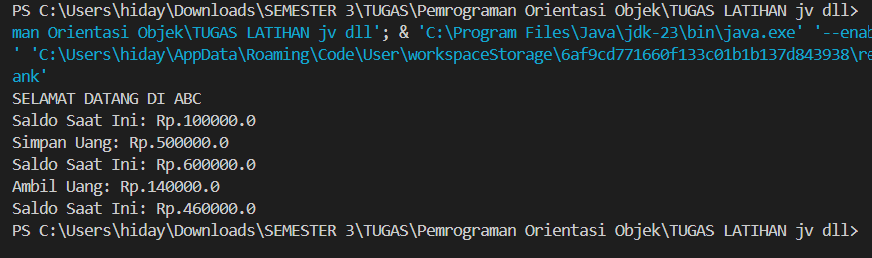 PS C:\Users\hiday\Downloads\SEMESTER 3\TUGAS\Pemrograman Orientasi Objek\TUGAS LATIHAN jv dll>
man Orientasi Objek\TUGAS LATIHAN jv dll'; & 'C:\Program Files\Java\jdk-23\bin\java.exe' '--enab
' 'C:\Users\hiday\AppData\Roaming\Code\User\workspaceStorage\6af9cd771660f133c01b1b137d843938\re
ank'
SELAMAT DATANG DI ABC
Saldo Saat Ini: Rp.100000.0
Simpan Uang: Rp.500000.0
Saldo Saat Ini: Rp.600000.0
Ambil Uang: Rp.140000.0
Saldo Saat Ini: Rp.460000.0
PS C:\Users\hiday\Downloads\SEMESTER 3\TUGAS\Pemrograman Orientasi Objek\TUGAS LATIHAN jv dll>